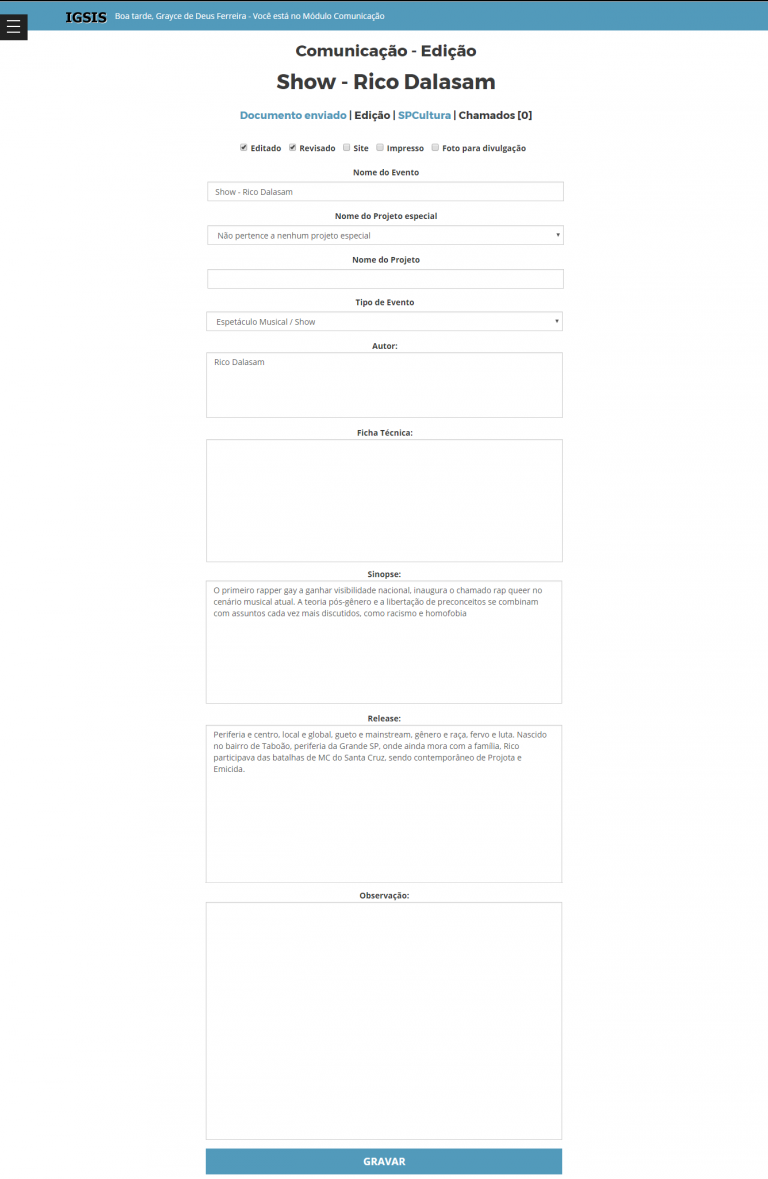 IGSIS Boa tarde, Grayce de Deus Ferreira - Você está no Módulo Comunicação
Comunicação - Edição
Show - Rico Dalasam
Documento enviado | Edição | SPCultura | Chamados [0]
Editado Revisado Site Impresso Foto para divulgação
Nome do Evento
Show - Rico Dalasam
Nome do Projeto especial
Não pertence a nenhum projeto especial
Nome do Projeto
Tipo de Evento
Espetáculo Musical / Show
Autor:
Rico Dalasam
Ficha Técnica:
Sinopse:
O primeiro rapper gay a ganhar visibilidade nacional, inaugura o chamado rap queer no
cenário musical atual. A teoria pós-gênero e a libertação de preconceitos se combinam
com assuntos cada vez mais discutidos, como racismo e homofobia
Release:
Periferia e centro, local e global, gueto e mainstream, gênero e raça, fervo e luta. Nascido
no bairro de Taboão, periferia da Grande SP, onde ainda mora com a família, Rico
participava das batalhas de MC do Santa Cruz, sendo contemporâneo de Projota e
Emicida.
Observação:
GRAVAR